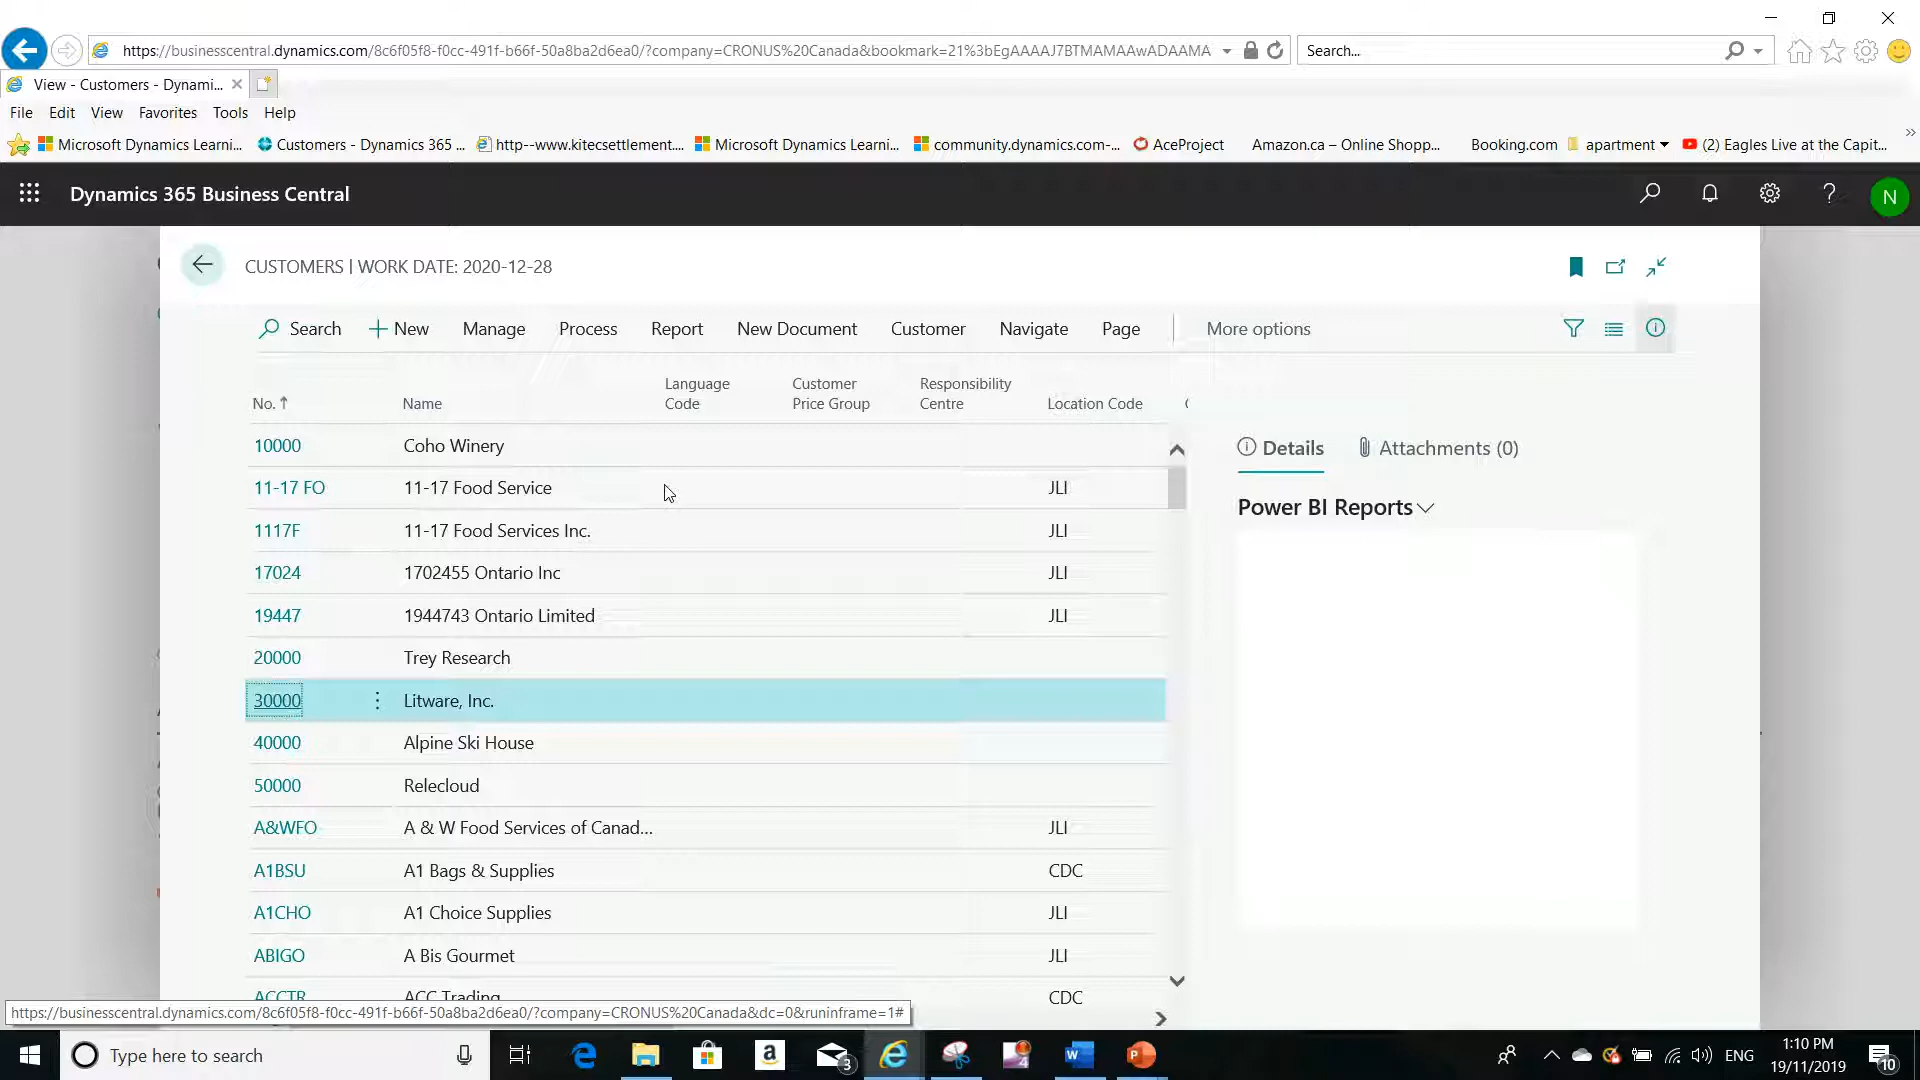 https://businesscentral.dynamics.com/8c6f05f8-f0cc-491f-b66f-50a8ba2d6ea0/?company=CRONUS%20Canada&bookmark=21%3bEgAAAAJ7BTMAMAAwADAAMA
Search...
View - Customers - Dynami...
File Edit View Favorites Tools Help
Microsoft Dynamics Learni... Customers - Dynamics 365 ... http--www.kitecsettlement.... Microsoft Dynamics Learni... community.dynamics.com-... AceProject Amazon.ca – Online Shopp... Booking.com apartment (2) Eagles Live at the Capit...
Dynamics 365 Business Central
N
CUSTOMERS | WORK DATE: 2020-12-28
Search New Manage Process Report New Document Customer Navigate Page More options
No. ↑ Name Language Code Customer Price Group Responsibility Centre Location Code
10000 Coho Winery
11-17 FO 11-17 Food Service JLI
1117F 11-17 Food Services Inc. JLI
17024 1702455 Ontario Inc JLI
19447 1944743 Ontario Limited JLI
20000 Trey Research
30000 Litware, Inc.
40000 Alpine Ski House
50000 Relecloud
A&WFO A & W Food Services of Canad... JLI
A1BSU A1 Bags & Supplies CDC
A1CHO A1 Choice Supplies JLI
ABIGO A Bis Gourmet JLI
ACCTR ACC Trading CDC
Details Attachments (0)
Power BI Reports
https://businesscentral.dynamics.com/8c6f05f8-f0cc-491f-b66f-50a8ba2d6ea0/?company=CRONUS%20Canada&dc=0&runinframe=1#
Type here to search
3
ENG
1:10 PM
19/11/2019
10